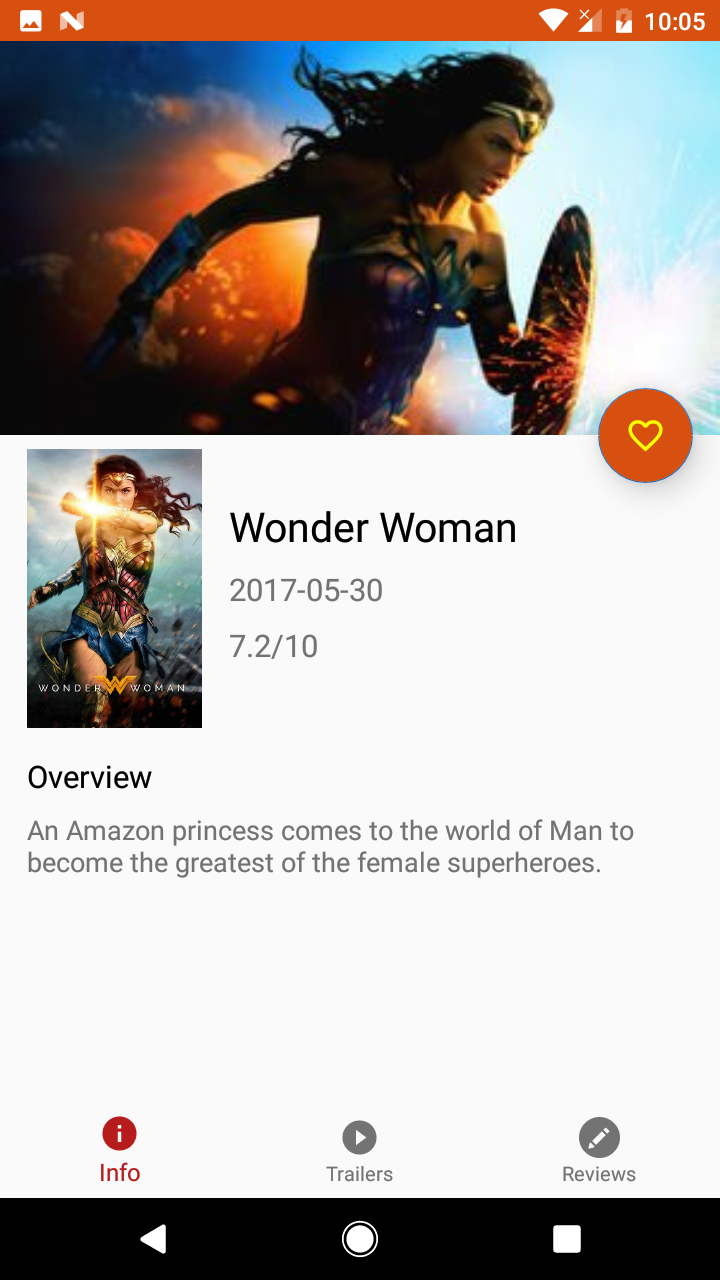 10:05
WONDER WOMAN
Wonder Woman
2017-05-30
7.2/10
Overview
An Amazon princess comes to the world of Man to
become the greatest of the female superheroes.
Info
Trailers
Reviews